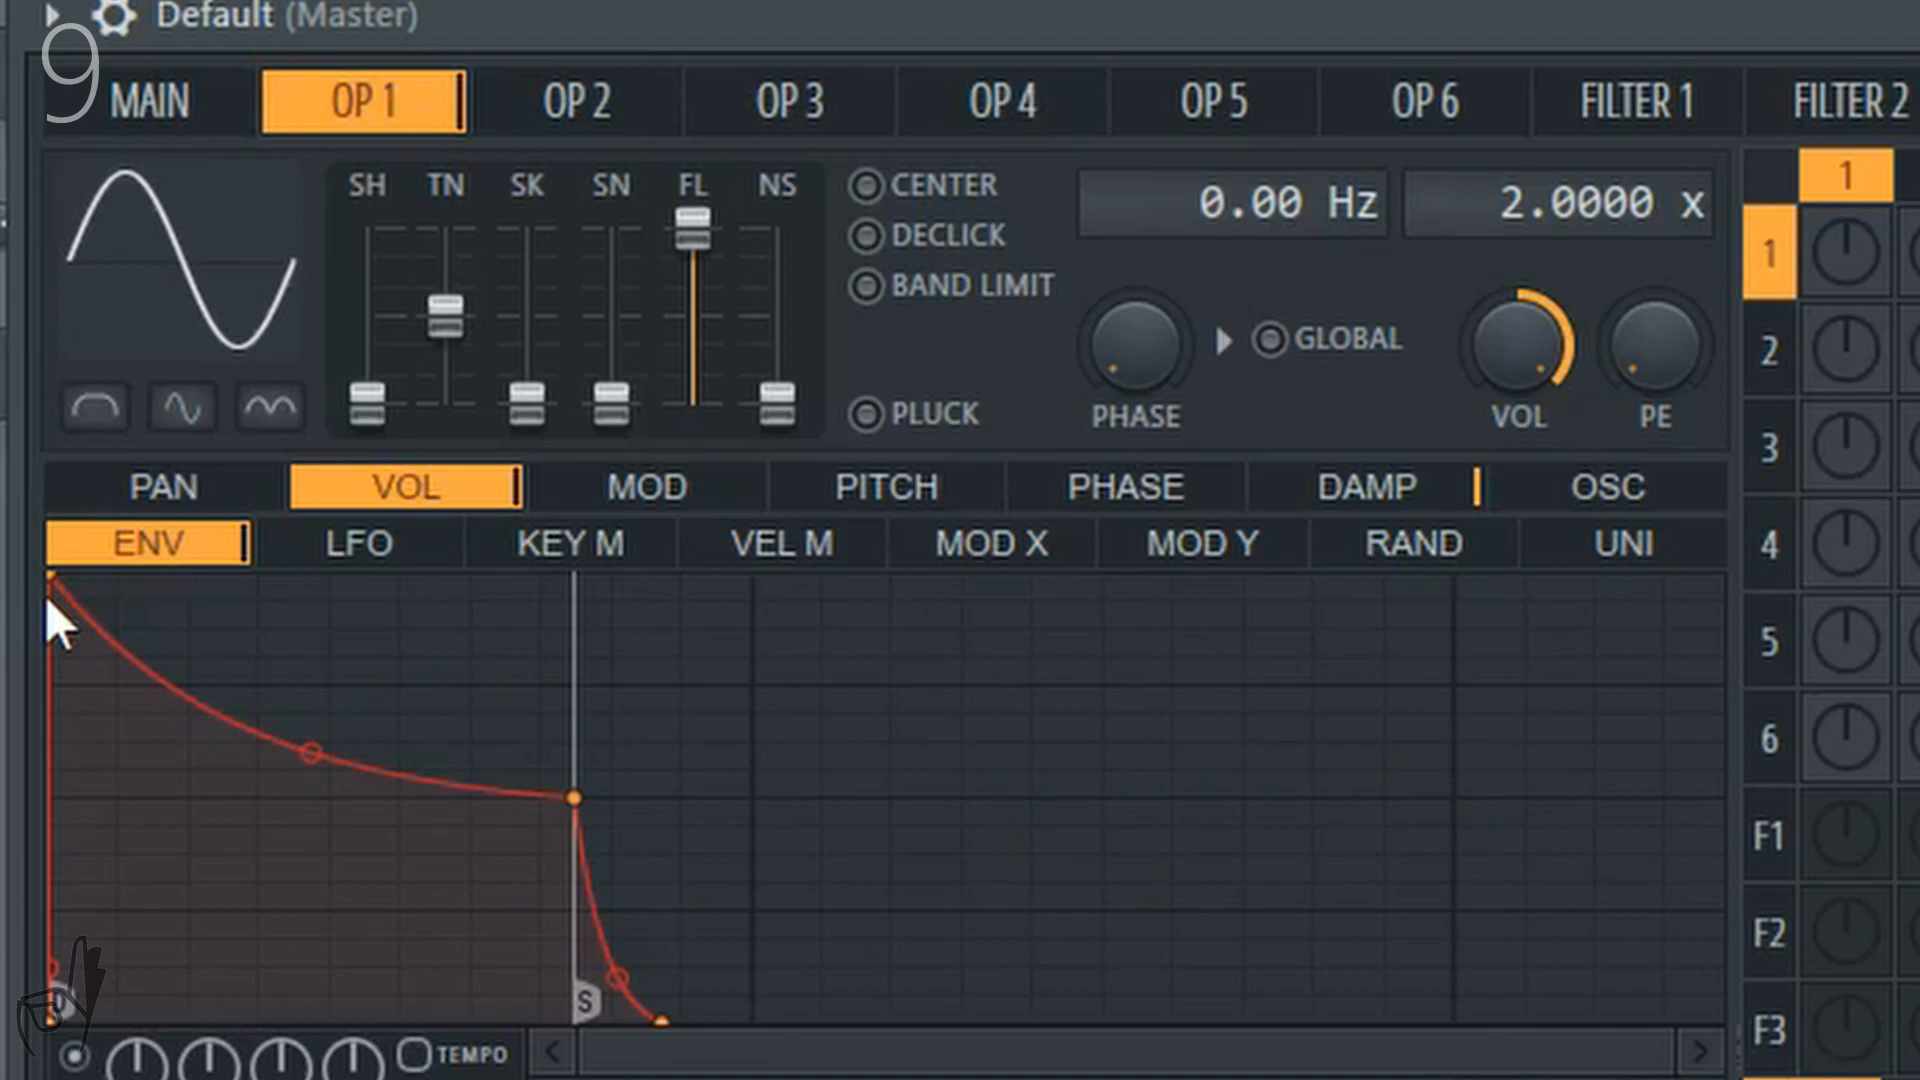 Default (Master)
9
MAIN OP 1 OP 2 OP 3 OP 4 OP 5 OP 6 FILTER 1 FILTER 2
SH TN SK SN FL NS
CENTER
DECLICK
BAND LIMIT
PLUCK
0.00 Hz 2.0000 x
GLOBAL
PHASE VOL PE
PAN VOL MOD PITCH PHASE DAMP OSC
ENV LFO KEY M VEL M MOD X MOD Y RAND UNI
S
TEMPO
1
1
2
3
4
5
6
F1
F2
F3